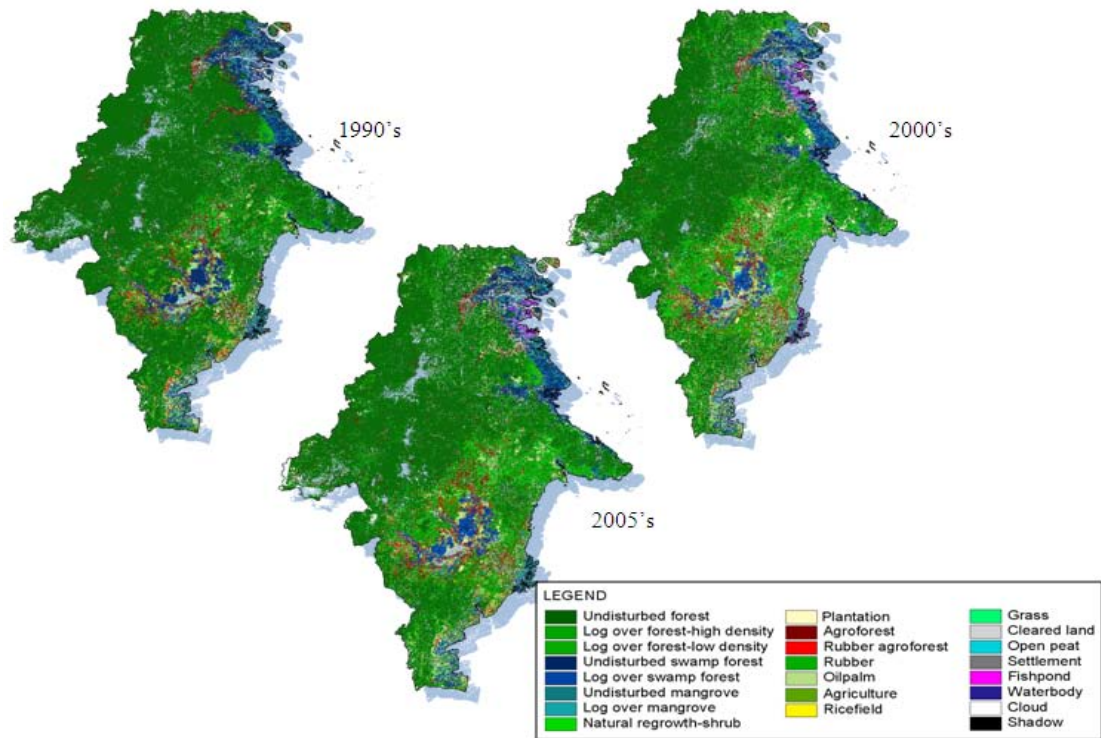 1990's
2000's
2005's
LEGEND
Undisturbed forest
Log over forest-high density
Log over forest-low density
Undisturbed swamp forest
Log over swamp forest
Undisturbed mangrove
Log over mangrove
Natural regrowth-shrub
Plantation
Agroforest
Rubber agroforest
Rubber
Oilpalm
Agriculture
Ricefield
Grass
Cleared land
Open peat
Settlement
Fishpond
Waterbody
Cloud
Shadow